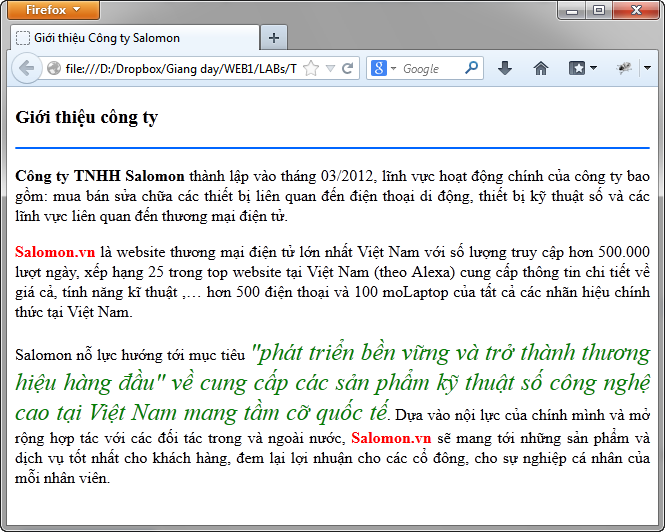 Firefox
Giới thiệu Công ty Salomon
file:///D:/Dropbox/Giang day/WEB1/LABs/T
Google
Giới thiệu công ty
Công ty TNHH Salomon thành lập vào tháng 03/2012, lĩnh vực hoạt động chính của công ty bao
gồm: mua bán sửa chữa các thiết bị liên quan đến điện thoại di động, thiết bị kỹ thuật số và các
lĩnh vực liên quan đến thương mại điện tử.
Salomon.vn là website thương mại điện tử lớn nhất Việt Nam với số lượng truy cập hơn 500.000
lượt ngày, xếp hạng 25 trong top website tại Việt Nam (theo Alexa) cung cấp thông tin chi tiết về
giá cả, tính năng kĩ thuật ,… hơn 500 điện thoại và 100 moLaptop của tất cả các nhãn hiệu chính
thức tại Việt Nam.
Salomon nỗ lực hướng tới mục tiêu "phát triển bền vững và trở thành thương
hiệu hàng đầu" về cung cấp các sản phẩm kỹ thuật số công nghệ
cao tại Việt Nam mang tầm cỡ quốc tế. Dựa vào nội lực của chính mình và mở
rộng hợp tác với các đối tác trong và ngoài nước, Salomon.vn sẽ mang tới những sản phẩm và
dịch vụ tốt nhất cho khách hàng, đem lại lợi nhuận cho các cổ đông, cho sự nghiệp cá nhân của
mỗi nhân viên.